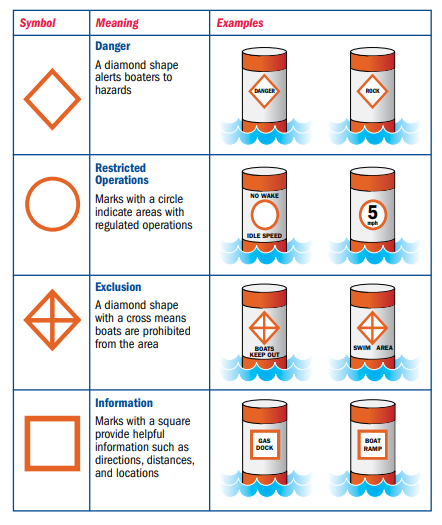 Symbol Meaning Examples
Danger
A diamond shape
alerts boaters to
hazards
DANGER
ROCK
Restricted
Operations
Marks with a circle
indicate areas with
regulated operations
NO WAKE
IDLE SPEED
5
mph
Exclusion
A diamond shape
with a cross means
boats are prohibited
from the area
BOATS
KEEP OUT
SWIM AREA
Information
Marks with a square
provide helpful
information such as
directions, distances,
and locations
GAS
DOCK
BOAT
RAMP